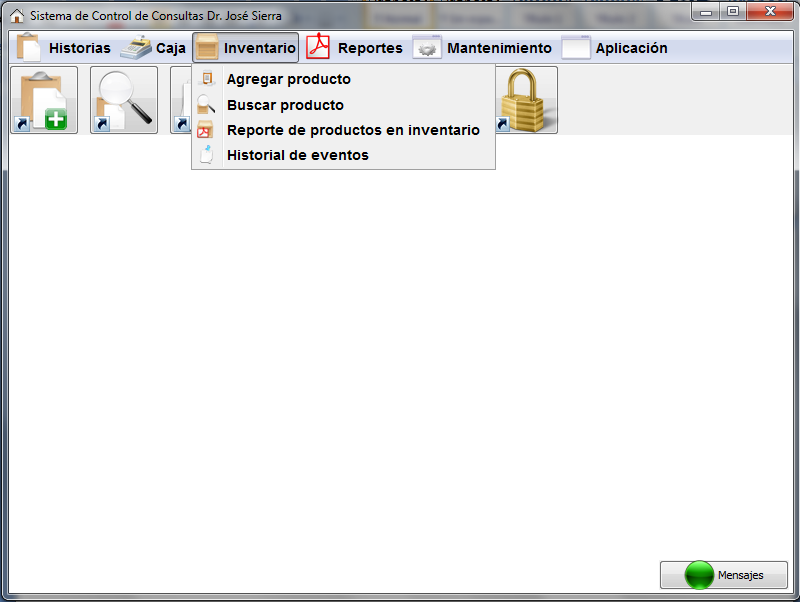 Sistema de Control de Consultas Dr. José Sierra
Historias Caja Inventario Reportes Mantenimiento Aplicación
Agregar producto
Buscar producto
Reporte de productos en inventario
Historial de eventos
Mensajes